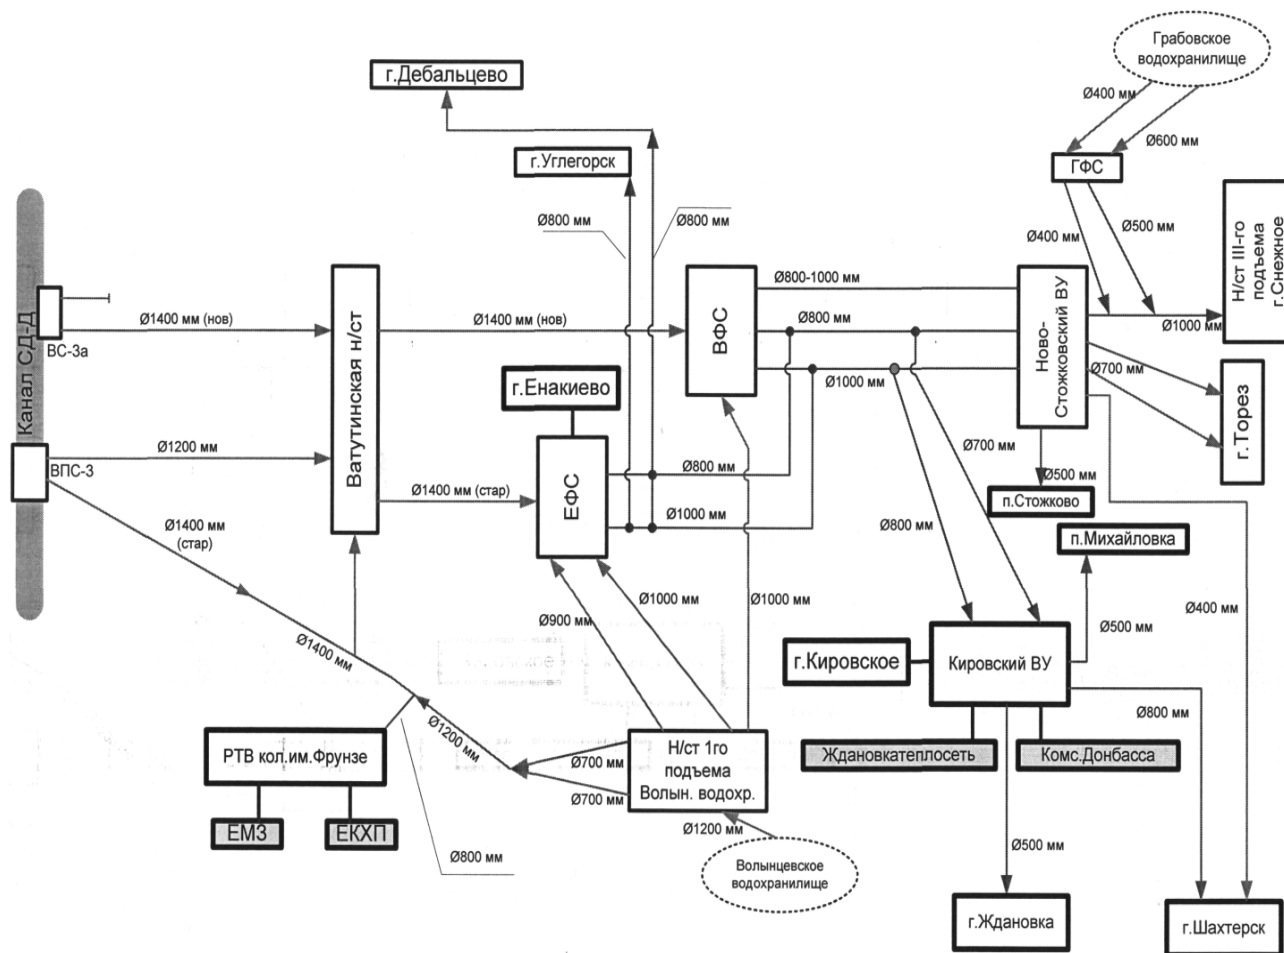 Грабовское
водохранилище
г.Дебальцево
Ø400 мм
Ø600 мм
г.Углегорск
ГФС
Ø800 мм
Ø800 мм
Ø400 мм
Ø500 мм
Н/ст III-го
подъема
г.Снежное
Канал СД-Д
ВС-3а
Ø1400 мм (нов)
Ватутинская н/ст
Ø1400 мм (нов)
ВФС
Ø800-1000 мм
Ø800 мм
Ø1000 мм
Ново-
Стожковский ВУ
Ø1000 мм
Ø700 мм
г.Торез
г.Енакиево
ВПС-3
Ø1200 мм
Ø1400 мм (стар)
ЕФС
Ø800 мм
Ø1000 мм
Ø700 мм
Ø500 мм
п.Стожково
Ø1400 мм
(стар)
Ø800 мм
п.Михайловка
Ø900 мм
Ø1000 мм
Ø1000 мм
Ø400 мм
Ø500 мм
Ø1400 мм
г.Кировское
Кировский ВУ
Ø1200 мм
Ø800 мм
РТВ кол.им.Фрунзе
Ø700 мм
Ø700 мм
Н/ст 1го
подъема
Волын. водохр.
Ждановкатеплосеть
Комс.Донбасса
ЕМЗ
ЕКХП
Ø1200 мм
Ø800 мм
Ø500 мм
Волынцевское
водохранилище
г.Ждановка
г.Шахтерск